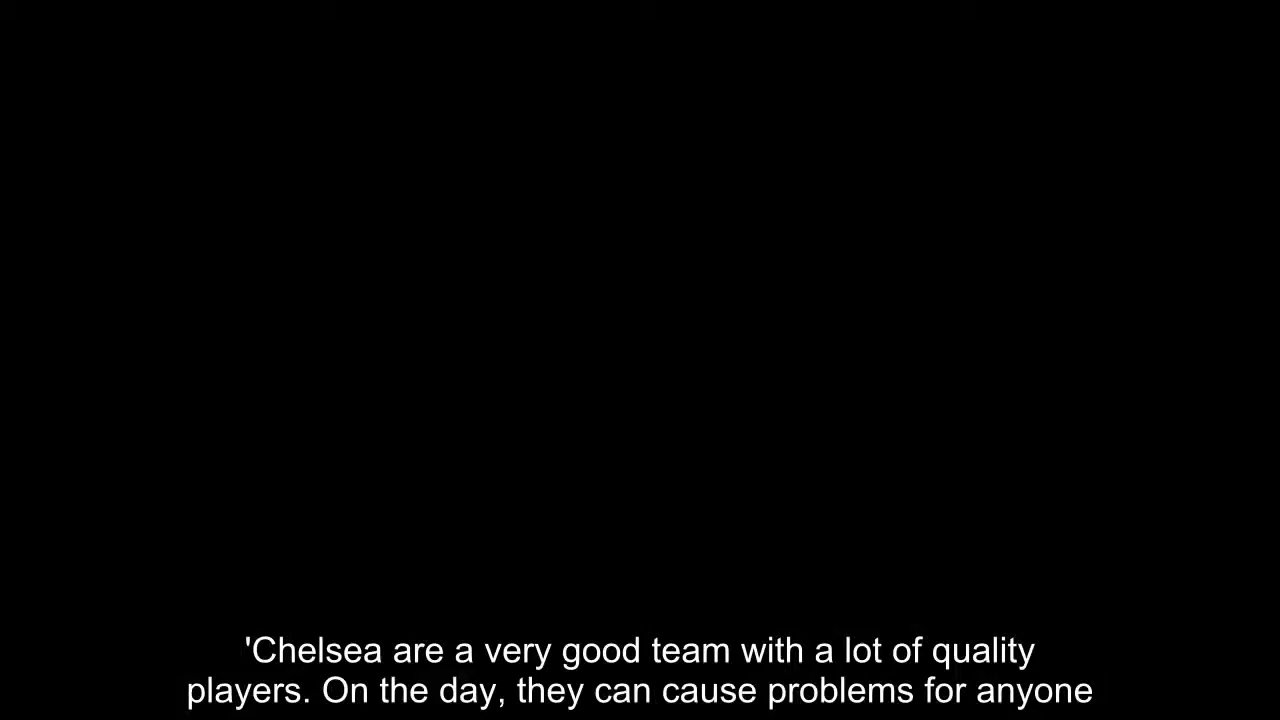 'Chelsea are a very good team with a lot of quality
players. On the day, they can cause problems for anyone